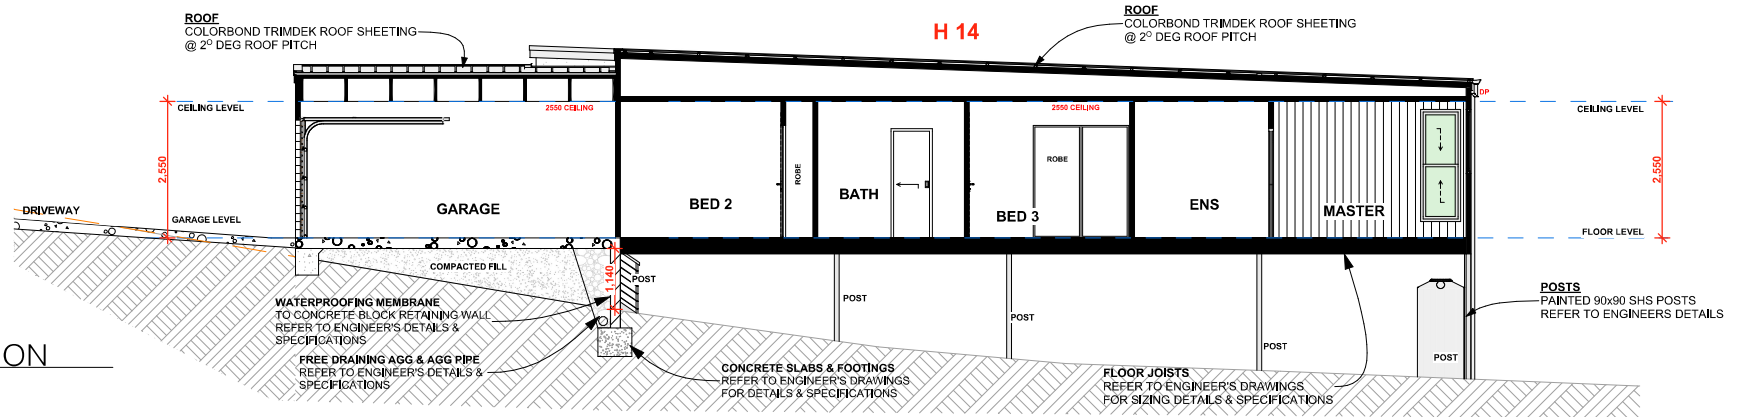 ROOF
COLORBOND TRIMDEK ROOF SHEETING
@ 2⁰ DEG ROOF PITCH
H 14
ROOF
COLORBOND TRIMDEK ROOF SHEETING
@ 2⁰ DEG ROOF PITCH
DP
CEILING LEVEL
2550 CEILING
2550 CEILING
CEILING LEVEL
2,550
2,550
ROBE
ROBE
BATH
BED 2
GARAGE
BED 3
ENS
MASTER
DRIVEWAY
GARAGE LEVEL
FLOOR LEVEL
COMPACTED FILL
1,140
POST
POST
POST
POST
POST
POSTS
PAINTED 90x90 SHS POSTS
REFER TO ENGINEERS DETAILS
WATERPROOFING MEMBRANE
TO CONCRETE BLOCK RETAINING WALL
REFER TO ENGINEER'S DETAILS &
SPECIFICATIONS
FREE DRAINING AGG & AGG PIPE
REFER TO ENGINEER'S DETAILS &
SPECIFICATIONS
CONCRETE SLABS & FOOTINGS
REFER TO ENGINEER'S DRAWINGS
FOR DETAILS & SPECIFICATIONS
FLOOR JOISTS
REFER TO ENGINEER'S DRAWINGS
FOR SIZING DETAILS & SPECIFICATIONS
ON